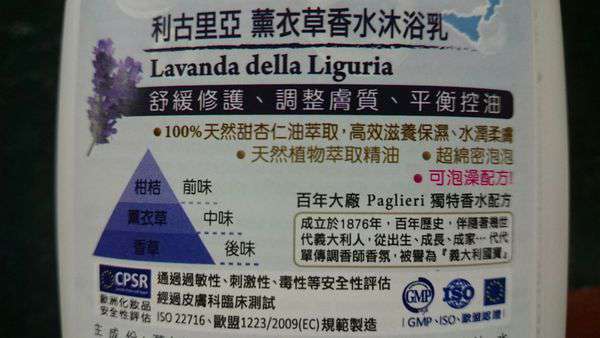 利古里亞 薰衣草香水沐浴乳
Lavanda della Liguria
舒緩修護、調整膚質、平衡控油
•100%天然甜杏仁油萃取，高效滋養保濕、水潤柔膚
•天然植物萃取精油 •超綿密泡泡
•可泡澡配方!
柑桔 前味
薰衣草 中味
香草 後味
百年大廠 Paglieri 獨特香水配方
成立於1876年，百年歷史，伴隨著幾世
代義大利人，從出生、成長、成家…代代
單傳調香師香氛，被譽為『義大利國寶』
CPSR
歐洲化妝品
安全性評估
通過過敏性、刺激性、毒性等安全性評估
經過皮膚科臨床測試
ISO 22716、歐盟1223/2009(EC)規範製造
GMP ISO
GMP、ISO、歐盟認證
主成份: